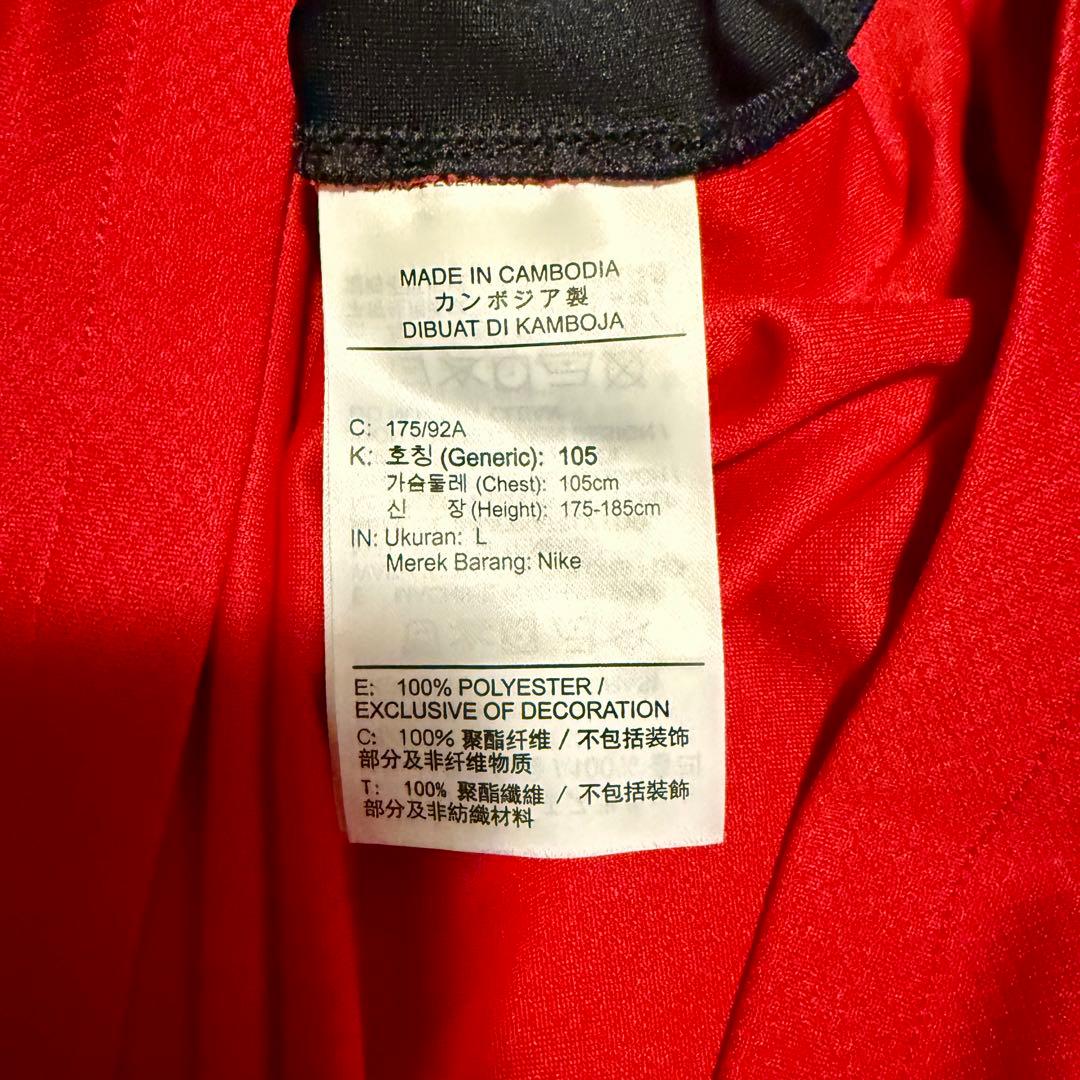 MADE IN CAMBODIA
カンボジア製
DIBUAT DI KAMBOJA
C: 175/92A
K: 호칭 (Generic): 105
가슴둘레 (Chest): 105cm
신 장 (Height): 175-185cm
IN: Ukuran: L
Merek Barang: Nike
E: 100% POLYESTER /
EXCLUSIVE OF DECORATION
C: 100% 聚酯纤维 / 不包括装饰
部分及非纤维物质
T: 100% 聚酯纖維 / 不包括裝飾
部分及非紡織材料